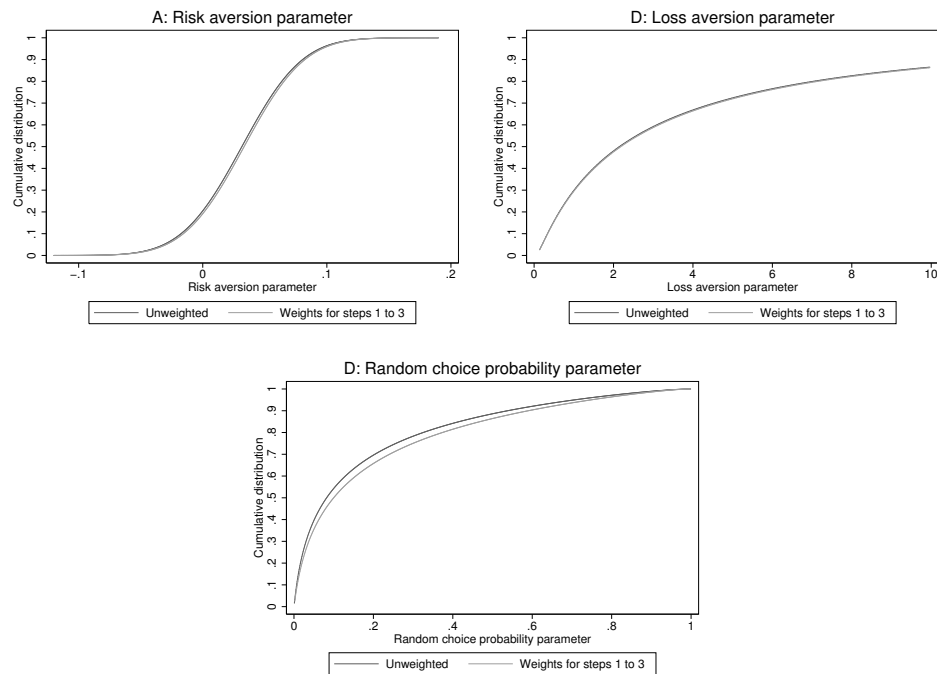 A: Risk aversion parameter
Cumulative distribution
0 .1 .2 .3 .4 .5 .6 .7 .8 .9 1
−.1 0 .1 .2
Risk aversion parameter
Unweighted Weights for steps 1 to 3
D: Loss aversion parameter
Cumulative distribution
0 .1 .2 .3 .4 .5 .6 .7 .8 .9 1
0 2 4 6 8 10
Loss aversion parameter
Unweighted Weights for steps 1 to 3
D: Random choice probability parameter
Cumulative distribution
0 .1 .2 .3 .4 .5 .6 .7 .8 .9 1
0 .2 .4 .6 .8 1
Random choice probability parameter
Unweighted Weights for steps 1 to 3